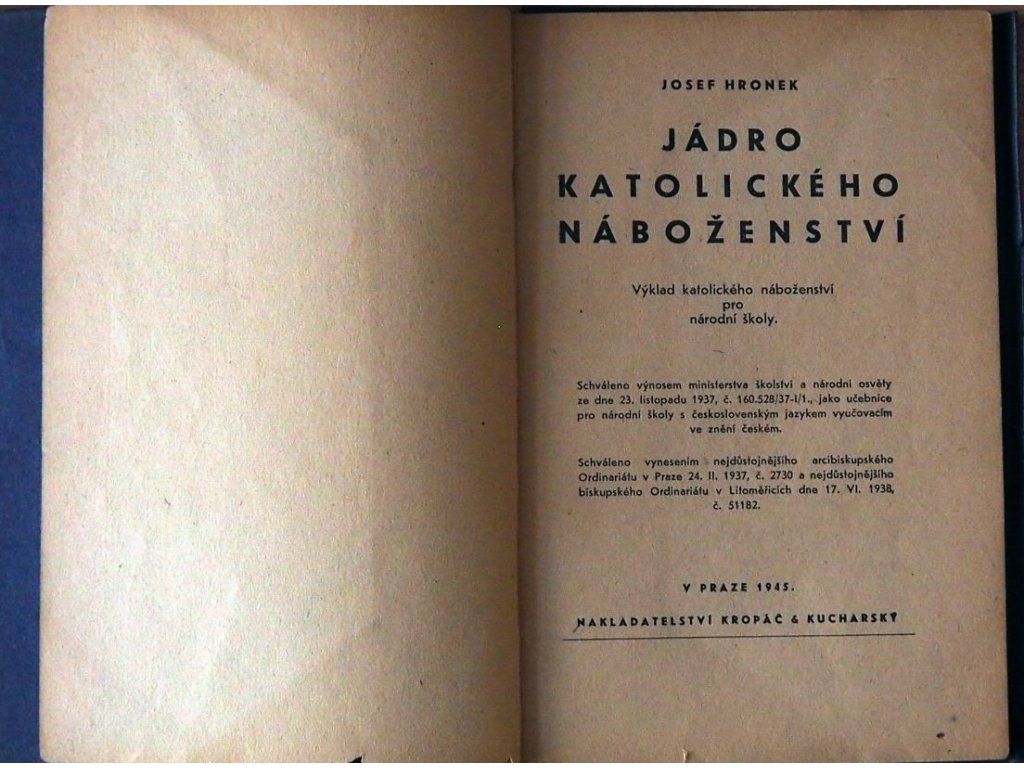 JOSEF HRONEK
JÁDRO
KATOLICKÉHO
NÁBOŽENSTVÍ
Výklad katolického náboženství
pro
národní školy.
Schváleno výnosem ministerstva školství a národní osvěty
ze dne 23. listopadu 1937, č. 160.528/37-I/1., jako učebnice
pro národní školy s československým jazykem vyučovacím
ve znění českém.
Schváleno vynesením nejdůstojnějšího arcibiskupského
Ordinariátu v Praze 24. II. 1937, č. 2730 a nejdůstojnějšího
biskupského Ordinariátu v Litoměřicích dne 17. VI. 1938,
č. 51182.
V PRAZE 1945.
NAKLADATELSTVÍ KROPÁČ & KUCHARSKÝ